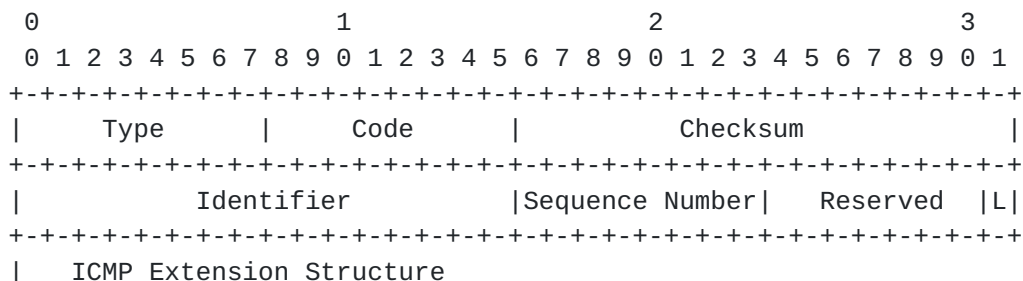 0                   1                   2                   3
 0 1 2 3 4 5 6 7 8 9 0 1 2 3 4 5 6 7 8 9 0 1 2 3 4 5 6 7 8 9 0 1
+-+-+-+-+-+-+-+-+-+-+-+-+-+-+-+-+-+-+-+-+-+-+-+-+-+-+-+-+-+-+-+-+
|     Type      |     Code      |          Checksum             |
+-+-+-+-+-+-+-+-+-+-+-+-+-+-+-+-+-+-+-+-+-+-+-+-+-+-+-+-+-+-+-+-+
|           Identifier          |Sequence Number|   Reserved  |L|
+-+-+-+-+-+-+-+-+-+-+-+-+-+-+-+-+-+-+-+-+-+-+-+-+-+-+-+-+-+-+-+-+
|   ICMP Extension Structure